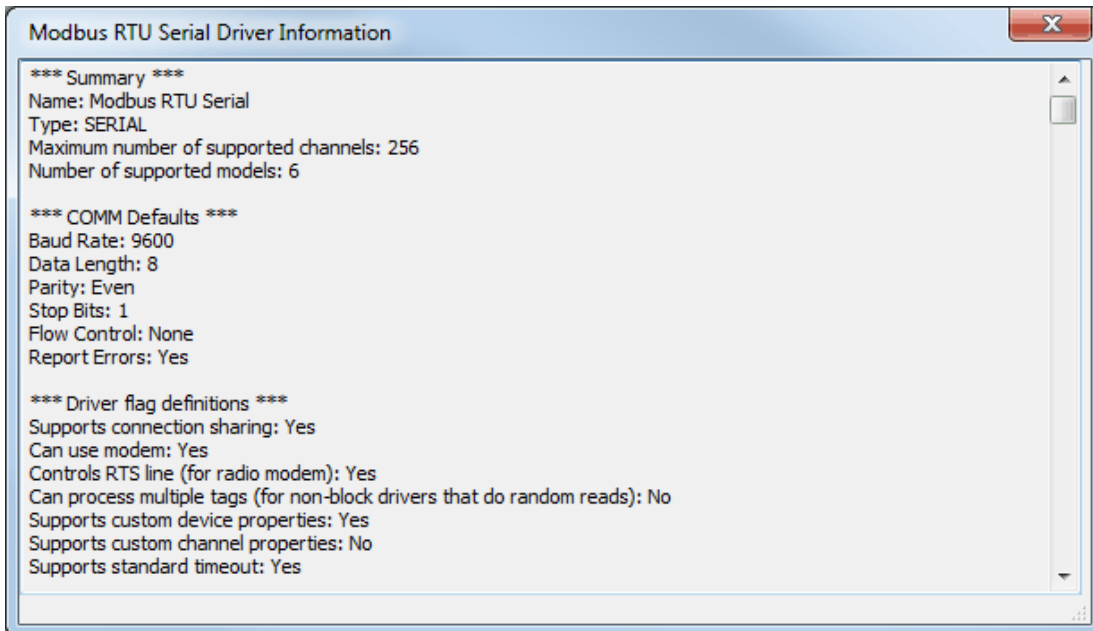 Modbus RTU Serial Driver Information
*** Summary ***
Name: Modbus RTU Serial
Type: SERIAL
Maximum number of supported channels: 256
Number of supported models: 6
*** COMM Defaults ***
Baud Rate: 9600
Data Length: 8
Parity: Even
Stop Bits: 1
Flow Control: None
Report Errors: Yes
*** Driver flag definitions ***
Supports connection sharing: Yes
Can use modem: Yes
Controls RTS line (for radio modem): Yes
Can process multiple tags (for non-block drivers that do random reads): No
Supports custom device properties: Yes
Supports custom channel properties: No
Supports standard timeout: Yes